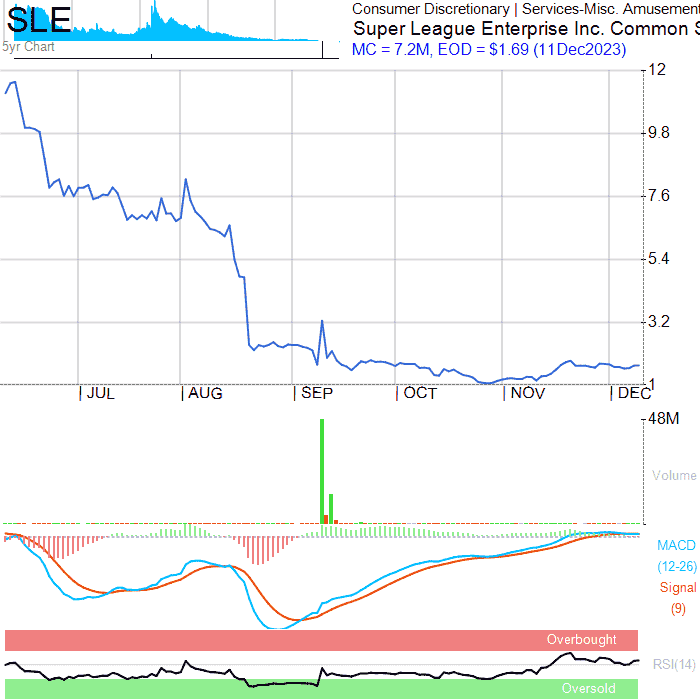 SLE
Consumer Discretionary | Services-Misc. Amusement
Super League Enterprise Inc. Common S
5yr Chart
MC = 7.2M, EOD = $1.69 (11Dec2023)
12
9.8
7.6
5.4
3.2
1
JUL AUG SEP OCT NOV DEC
48M
Volume
MACD
(12-26)
Signal
(9)
Overbought
RSI(14)
Oversold